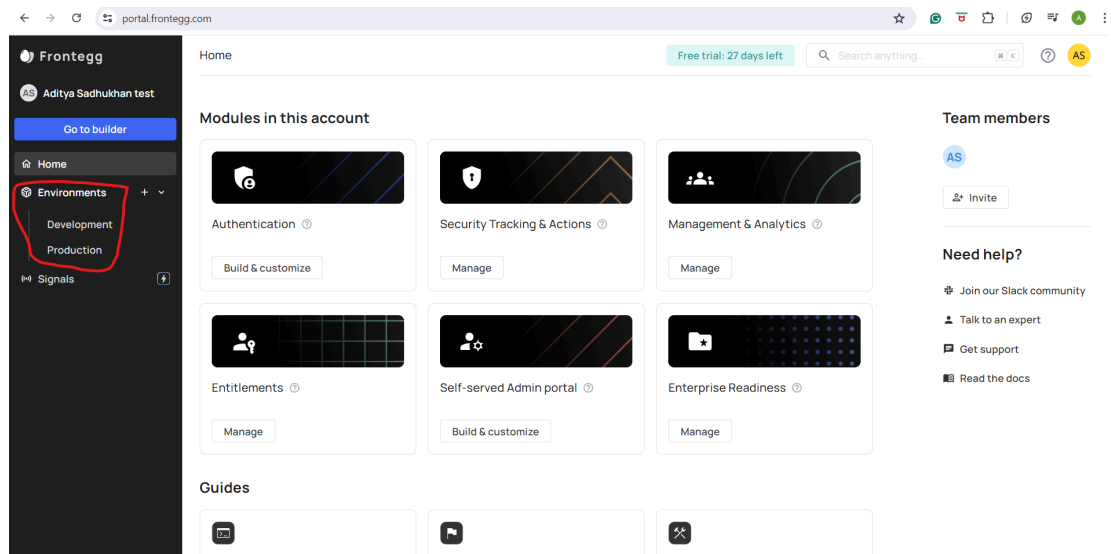 portal.frontegg.com
A
Frontegg
AS Aditya Sadhukhan test
Go to builder
Home
Environments
Development
Production
Signals
Home
Free trial: 27 days left
Search anything...
⌘ K
AS
Modules in this account
Authentication
Build & customize
Security Tracking & Actions
Manage
Management & Analytics
Manage
Entitlements
Manage
Self-served Admin portal
Build & customize
Enterprise Readiness
Manage
Guides
Team members
AS
Invite
Need help?
Join our Slack community
Talk to an expert
Get support
Read the docs